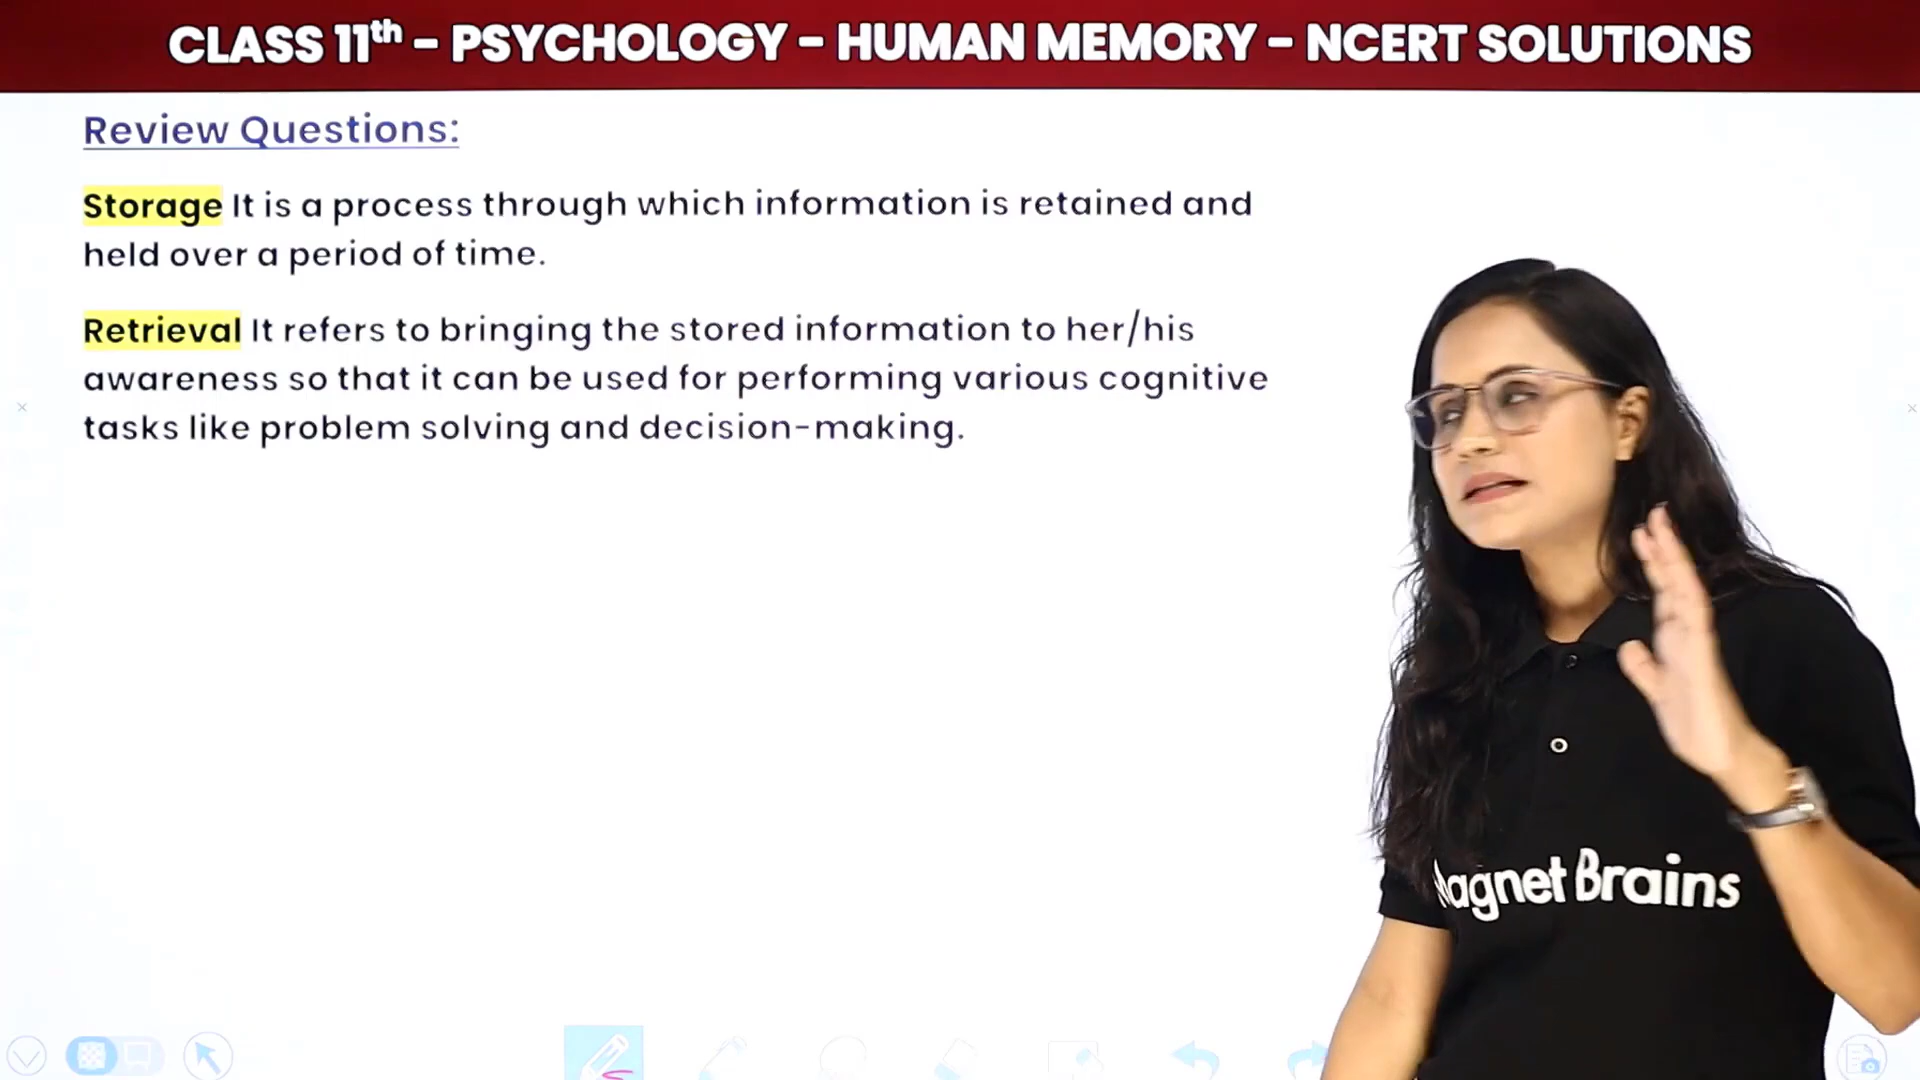 CLASS 11th – PSYCHOLOGY – HUMAN MEMORY – NCERT SOLUTIONS
Review Questions:
Storage It is a process through which information is retained and
held over a period of time.
Retrieval It refers to bringing the stored information to her/his
awareness so that it can be used for performing various cognitive
tasks like problem solving and decision-making.
Magnet Brains